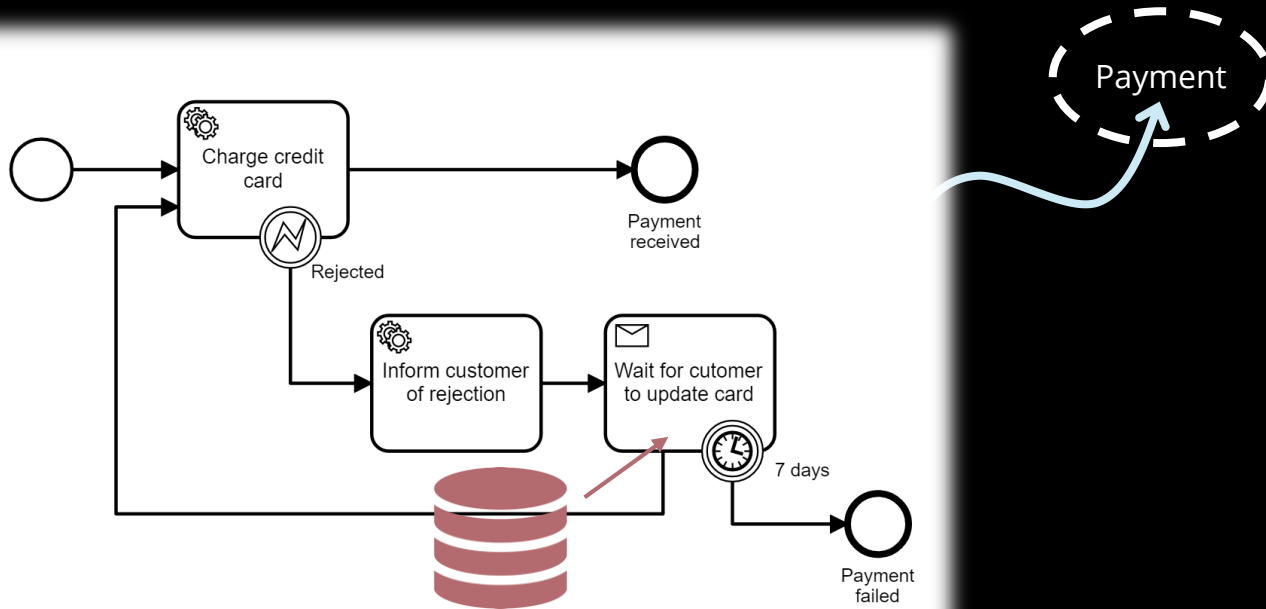 Payment
Charge credit
card
Payment
received
Rejected
Inform customer
of rejection
Wait for cutomer
to update card
7 days
Payment
failed